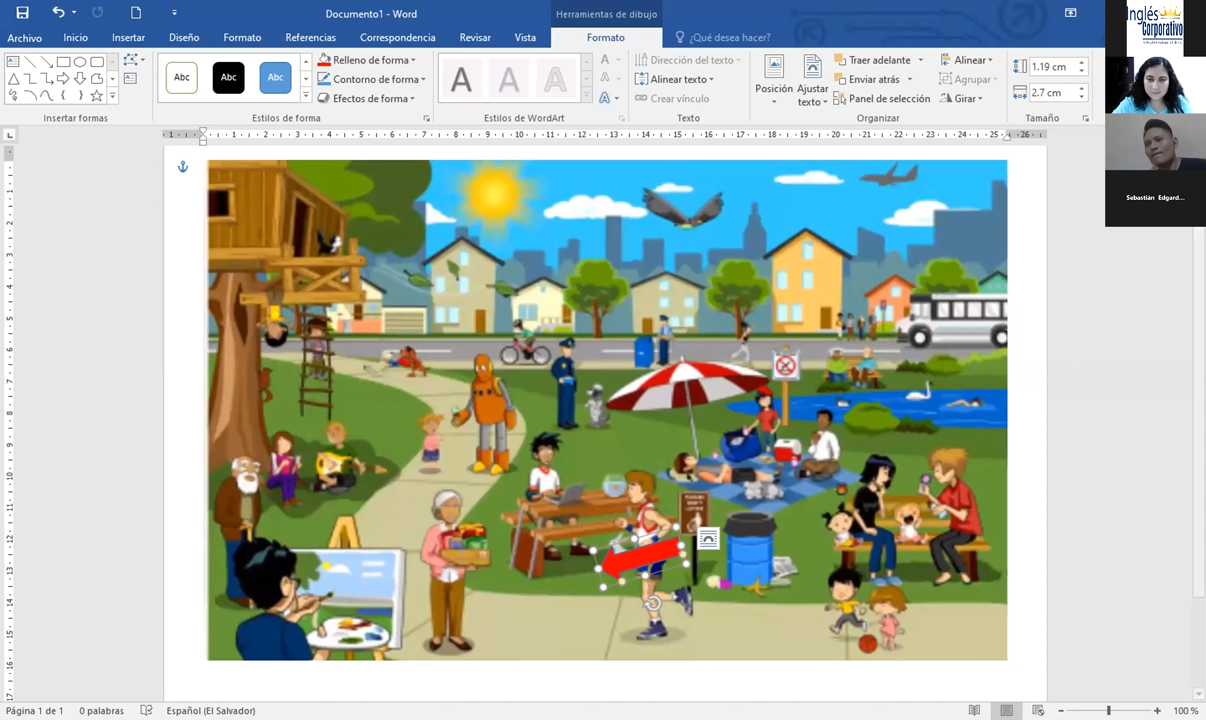 Documento1 - Word
Herramientas de dibujo
Archivo
Inicio
Insertar
Diseño
Formato
Referencias
Correspondencia
Revisar
Vista
Formato
¿Qué desea hacer?
Abc
Abc
Abc
Relleno de forma
Contorno de forma
Efectos de forma
A
A
A
Dirección del texto
Alinear texto
Crear vínculo
Posición
Ajustar
texto
Traer adelante
Enviar atrás
Panel de selección
Alinear
Agrupar
Girar
1.19 cm
2.7 cm
Insertar formas
Estilos de forma
Estilos de WordArt
Texto
Organizar
Tamaño
Inglés
Corporativo
Sebastián Edgard...
Página 1 de 1
0 palabras
Español (El Salvador)
100 %